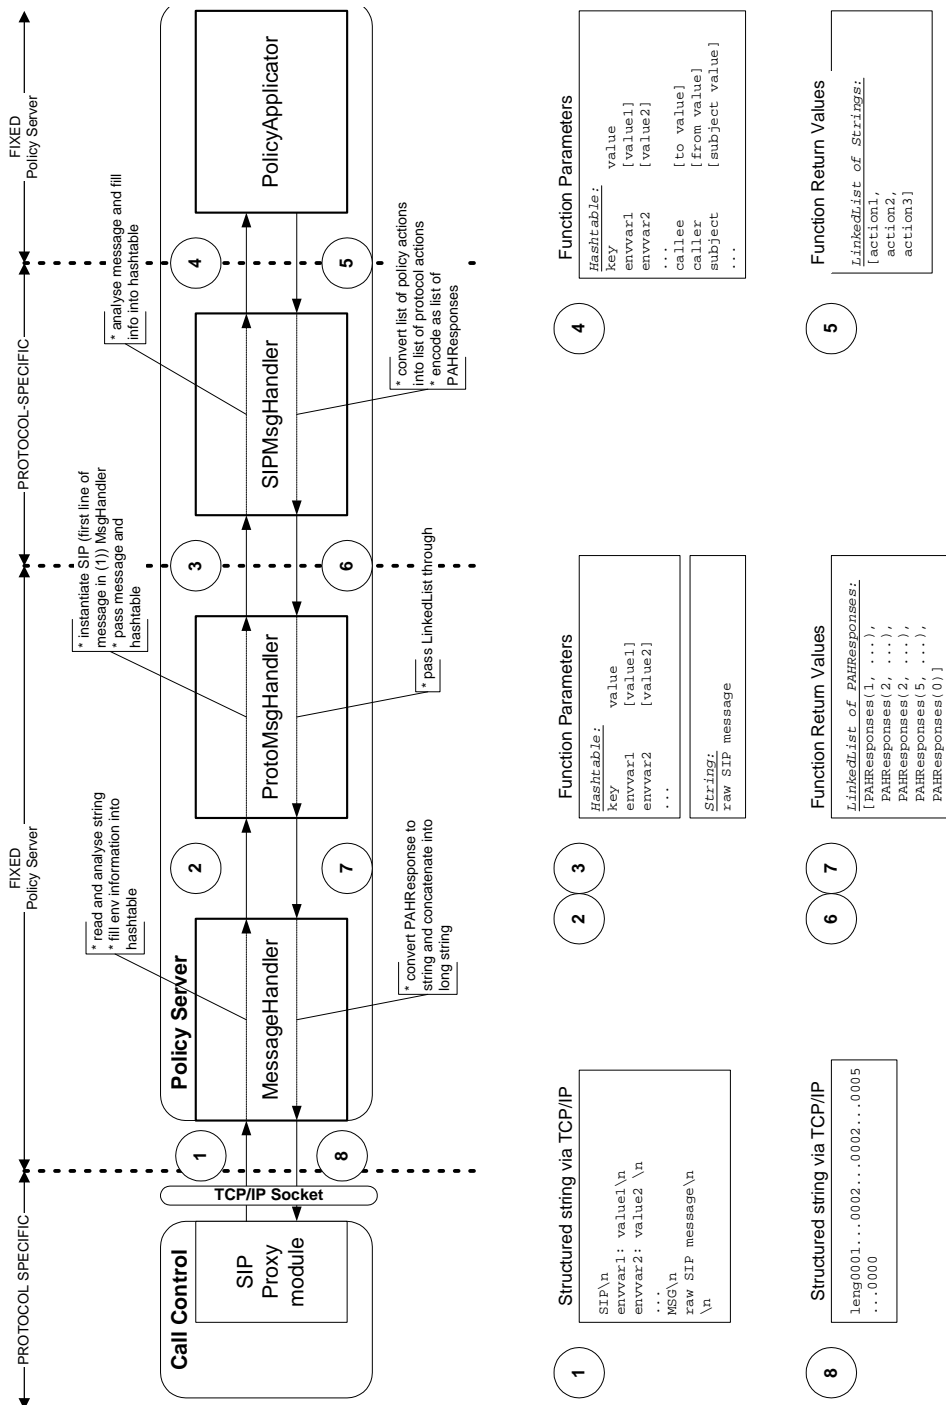 PROTOCOL SPECIFIC
FIXED
Policy Server
PROTOCOL-SPECIFIC
FIXED
Policy Server
* read and analyse string
* fill env information into
hashtable
* instantiate SIP (first line of
message in (1)) MsgHandler
* pass message and
hashtable
* analyse message and fill
info into hashtable
Call Control
SIP
Proxy
module
TCP/IP Socket
1
8
Policy Server
MessageHandler
2
7
ProtoMsgHandler
3
6
SIPMsgHandler
4
5
PolicyApplicator
* convert PAHResponse to
string and concatenate into
long string
* pass LinkedList through
* convert list of policy actions
into list of protocol actions
* encode as list of
PAHResponses
1
Structured string via TCP/IP
SIP\n
envvar1: value1\n
envvar2: value2 \n
...
MSG\n
raw SIP message\n
\n
2
3
Function Parameters
Hashtable:
key value
envvar1 [value1]
envvar2 [value2]
...
String:
raw SIP message
4
Function Parameters
Hashtable:
key value
envvar1 [value1]
envvar2 [value2]
...
callee [to value]
caller [from value]
subject [subject value]
...
8
Structured string via TCP/IP
leng0001...0002...0002...0005
...0000
6
7
Function Return Values
LinkedList of PAHResponses:
[PAHResponses(1, ...),
PAHResponses(2, ...),
PAHResponses(2, ...),
PAHResponses(5, ...),
PAHResponses(0)]
5
Function Return Values
LinkedList of Strings:
[action1,
action2,
action3]